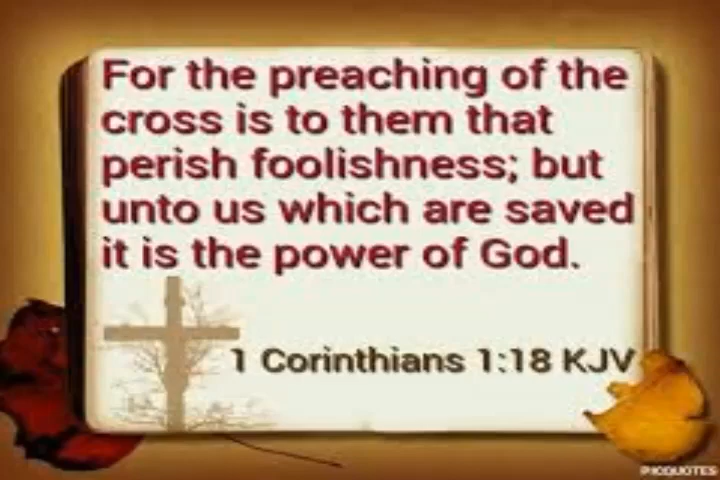 For the preaching of the
cross is to them that
perish foolishness; but
unto us which are saved
it is the power of God.
1 Corinthians 1:18 KJV
PICQUOTES